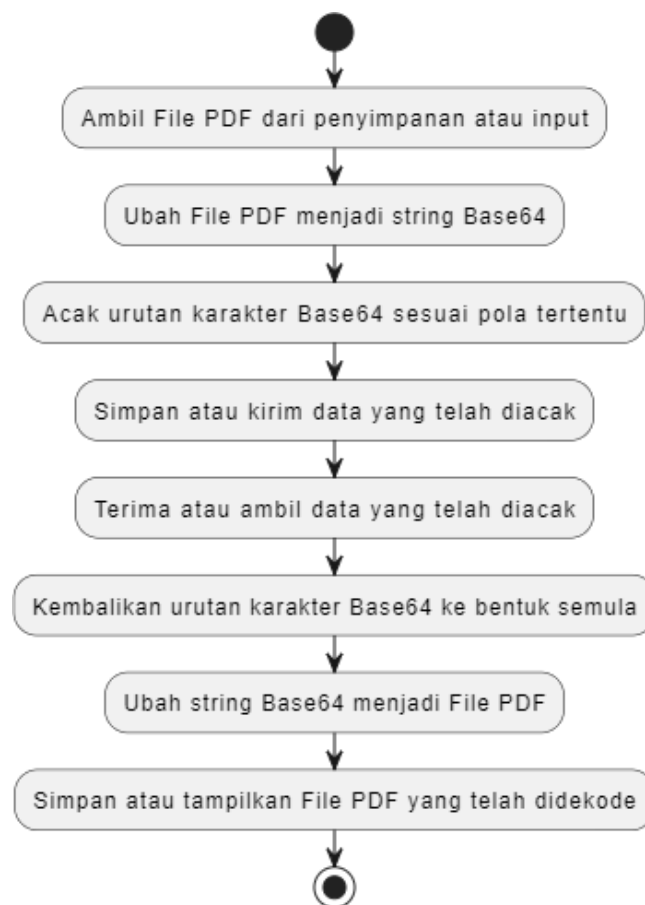 Ambil File PDF dari penyimpanan atau input
Ubah File PDF menjadi string Base64
Acak urutan karakter Base64 sesuai pola tertentu
Simpan atau kirim data yang telah diacak
Terima atau ambil data yang telah diacak
Kembalikan urutan karakter Base64 ke bentuk semula
Ubah string Base64 menjadi File PDF
Simpan atau tampilkan File PDF yang telah didekode